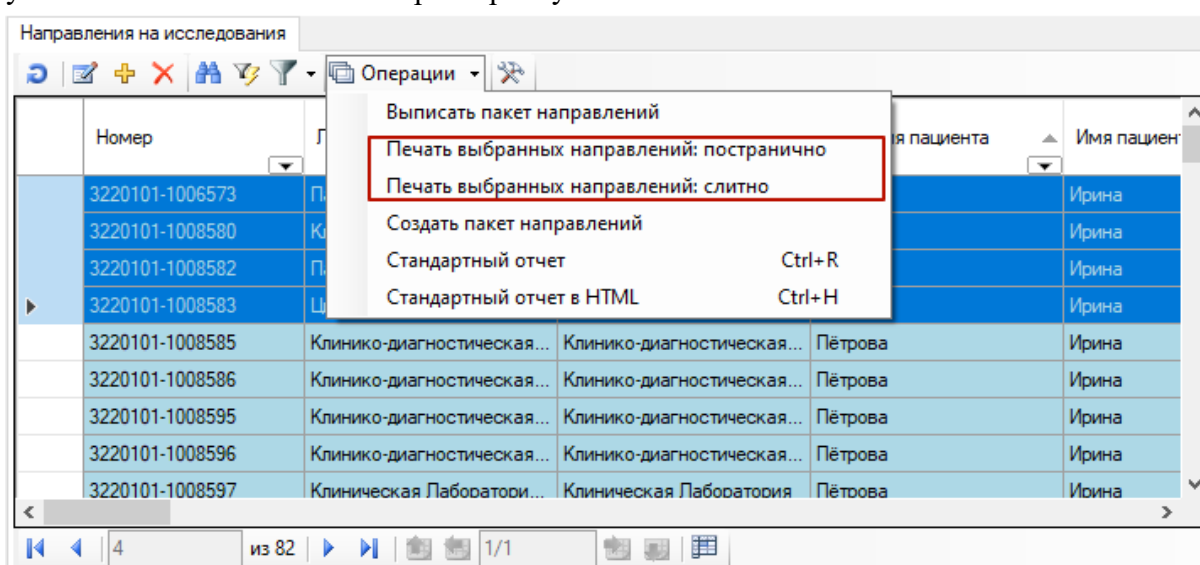 Направления на исследования
Операции
Выписать пакет направлений
Печать выбранных направлений: постранично
Печать выбранных направлений: слитно
Создать пакет направлений
Стандартный отчет Ctrl+R
Стандартный отчет в HTML Ctrl+H
Номер пациента Имя
3220101-1006573 Ирина
3220101-1008580 Ирина
3220101-1008582 Ирина
3220101-1008583 Ирина
3220101-1008585 Клинико-диагностическая... Клинико-диагностическая... Пётрова Ирина
3220101-1008586 Клинико-диагностическая... Клинико-диагностическая... Пётрова Ирина
3220101-1008595 Клинико-диагностическая... Клинико-диагностическая... Пётрова Ирина
3220101-1008596 Клинико-диагностическая... Клинико-диагностическая... Пётрова Ирина
3220101-1008597 Клиническая Лаборатори... Клиническая Лаборатория Пётрова Ирина
4 из 82 1/1